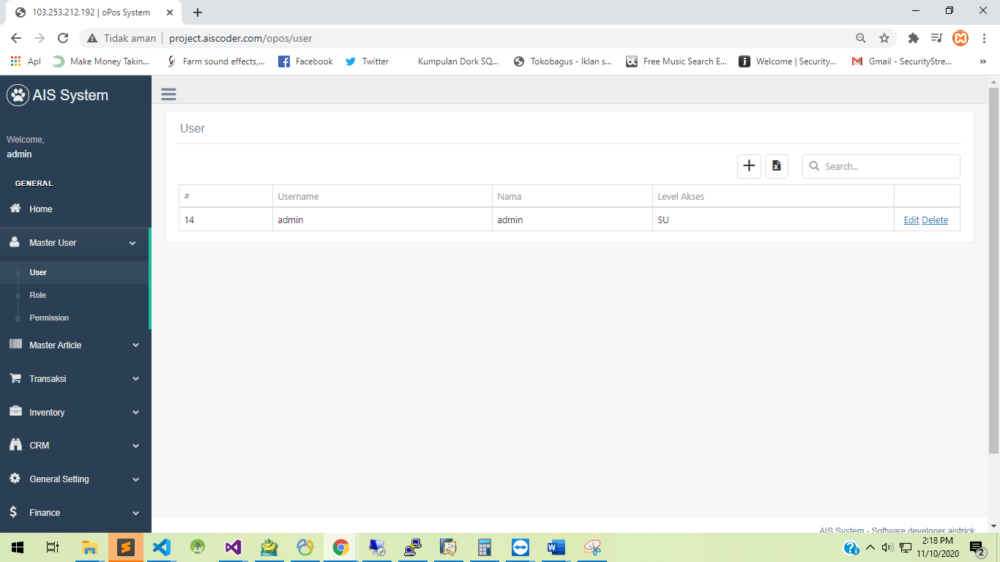 103.253.212.192 | oPos System
Tidak aman
project.aiscoder.com/opos/user
Apl
Make Money Takin...
Farm sound effects,...
Facebook
Twitter
Kumpulan Dork SQ...
Tokobagus - Iklan s...
Free Music Search E...
Welcome | Security...
Gmail - SecurityStre...
»
AIS System
Welcome,
admin
GENERAL
Home
Master User
User
Role
Permission
Master Article
Transaksi
Inventory
CRM
General Setting
Finance
User
Search...
# Username Nama Level Akses
14 admin admin SU Edit Delete
AIS System - Software developer aistrick
2:18 PM
11/10/2020
2